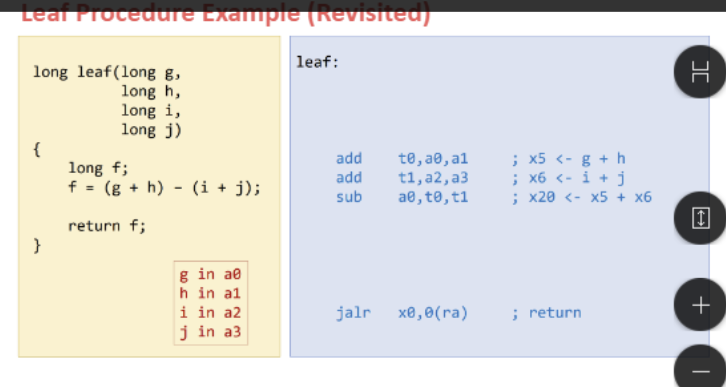 Leaf Procedure Example (Revisited)
long leaf(long g,
long h,
long i,
long j)
{
long f;
f = (g + h) - (i + j);
return f;
}
g in a0
h in a1
i in a2
j in a3
leaf:
add t0,a0,a1 ; x5 <- g + h
add t1,a2,a3 ; x6 <- i + j
sub a0,t0,t1 ; x20 <- x5 + x6
jalr x0,0(ra) ; return